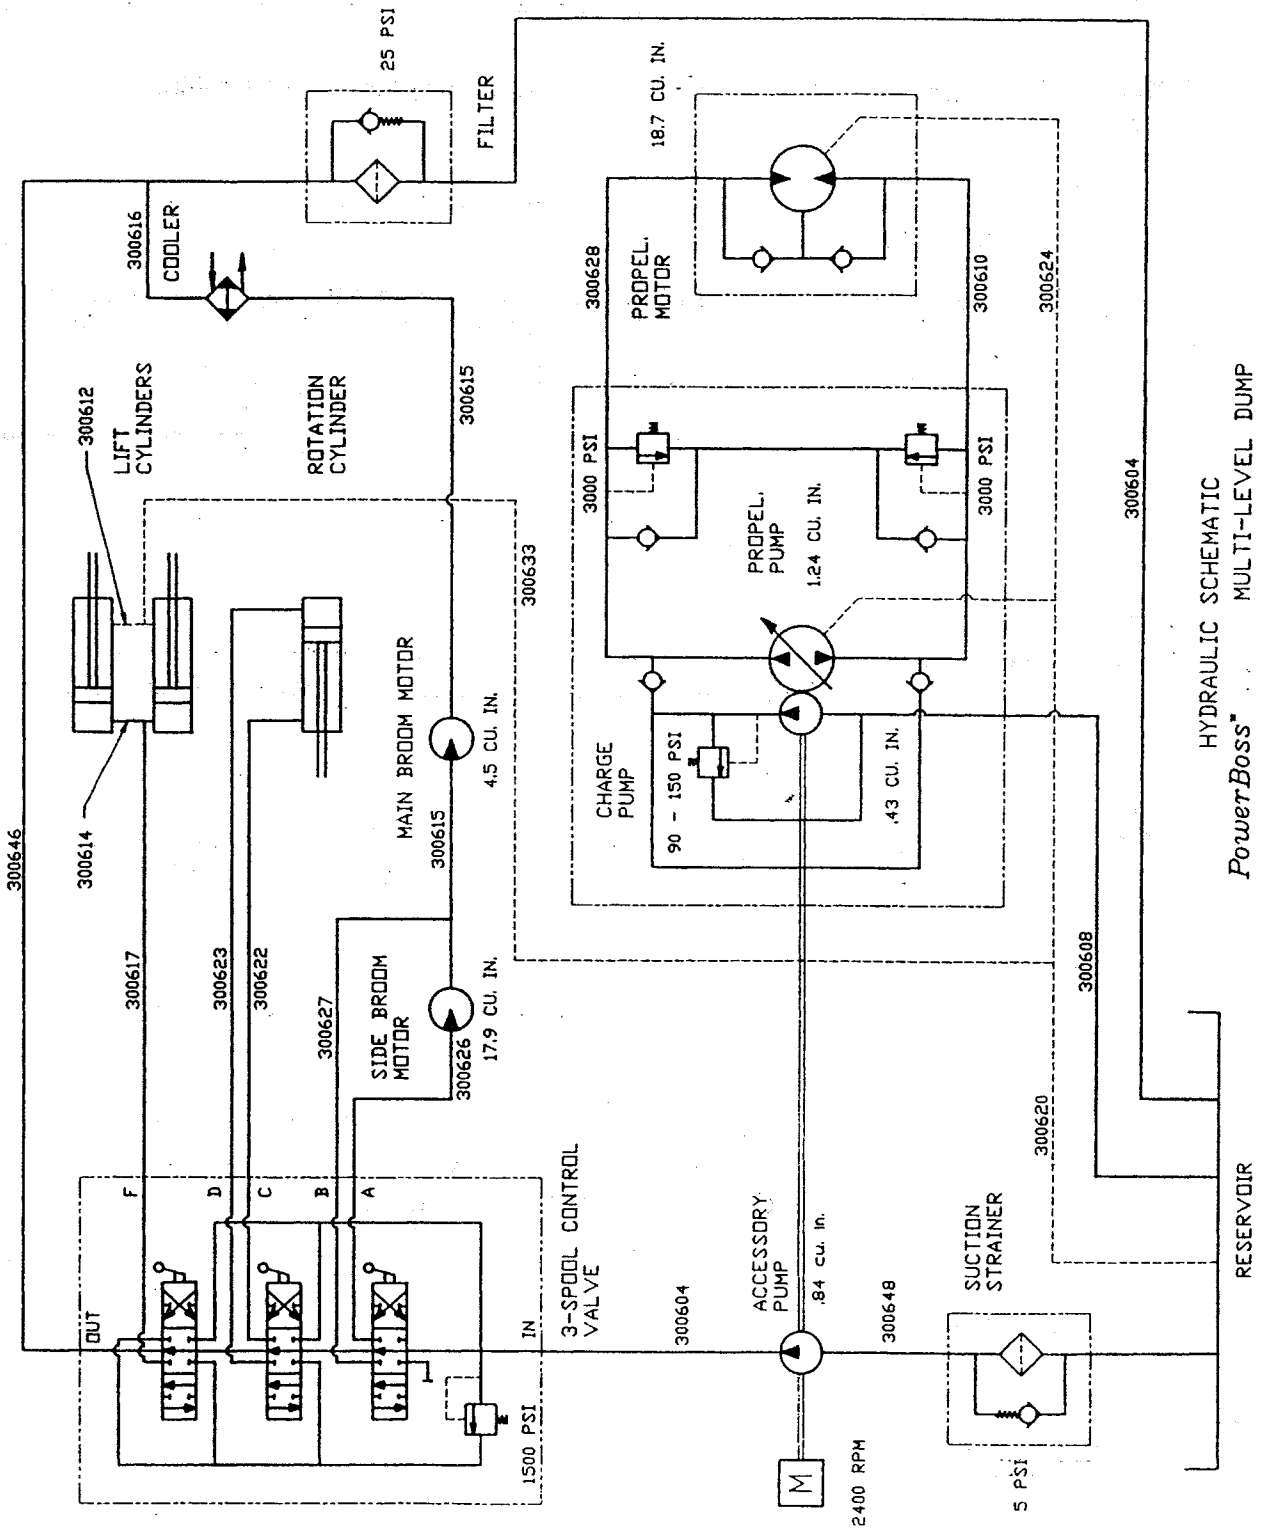 300646
300614
300612
LIFT
CYLINDERS
300616
COOLER
25 PSI
FILTER
300617
300623
300622
ROTATION
CYLINDER
300627
SIDE BROOM
MOTOR
300626
17.9 CU. IN.
MAIN BROOM MOTOR
300615
4.5 CU. IN.
300615
300633
OUT
F
D
C
B
A
IN
1500 PSI
3-SPOOL CONTROL
VALVE
300604
CHARGE
PUMP
90 - 150 PSI
.43 CU. IN.
PROPEL.
PUMP
1.24 CU. IN.
3000 PSI
3000 PSI
300628
PROPEL.
MOTOR
18.7 CU. IN.
300610
300624
M
2400 RPM
ACCESSORY
PUMP
.84 cu. in.
300648
SUCTION
STRAINER
5 PSI
300620
300608
300604
RESERVOIR
HYDRAULIC SCHEMATIC
PowerBoss™ MULTI-LEVEL DUMP